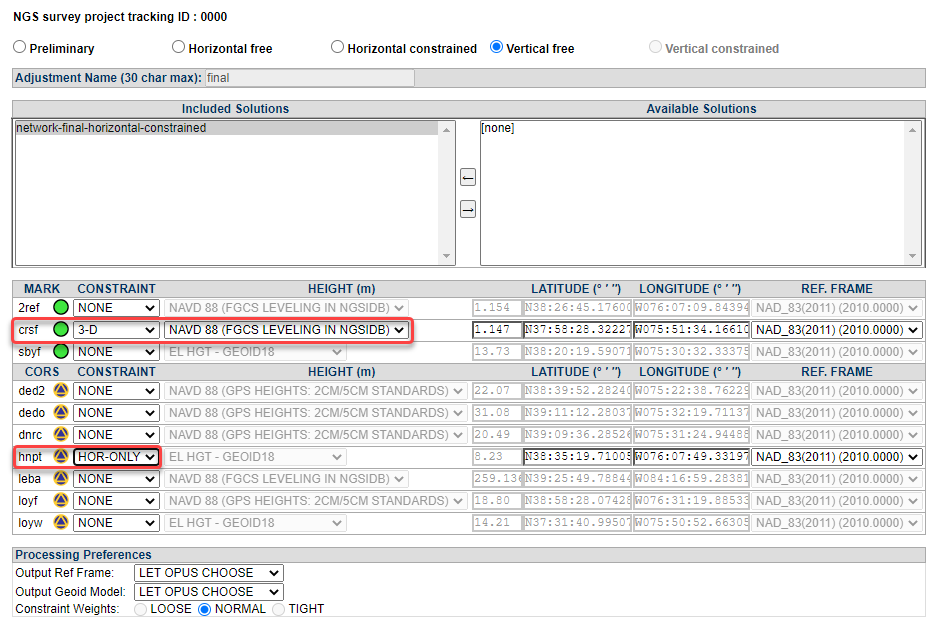 NGS survey project tracking ID : 0000
Preliminary Horizontal free Horizontal constrained Vertical free Vertical constrained
Adjustment Name (30 char max): final
Included Solutions Available Solutions
network-final-horizontal-constrained [none]
← 
→
MARK CONSTRAINT HEIGHT (m) LATITUDE (° ′ ″) LONGITUDE (° ′ ″) REF. FRAME
2ref NONE NAVD 88 (FGCS LEVELING IN NGSIDB) 1.154 N38:26:45.17600 W076:07:09.84394 NAD_83(2011) (2010.0000)
crsf 3-D NAVD 88 (FGCS LEVELING IN NGSIDB) 1.147 N37:58:28.32227 W075:51:34.16610 NAD_83(2011) (2010.0000)
sbyf NONE EL HGT - GEOID18 13.73 N38:20:19.59071 W075:30:32.33375 NAD_83(2011) (2010.0000)
CORS CONSTRAINT HEIGHT (m) LATITUDE (° ′ ″) LONGITUDE (° ′ ″) REF. FRAME
ded2 NONE NAVD 88 (GPS HEIGHTS: 2CM/5CM STANDARDS) 22.07 N38:39:52.28240 W075:22:38.76229 NAD_83(2011) (2010.0000)
dedo NONE NAVD 88 (GPS HEIGHTS: 2CM/5CM STANDARDS) 31.08 N39:11:12.28037 W075:32:19.71137 NAD_83(2011) (2010.0000)
dnrc NONE NAVD 88 (GPS HEIGHTS: 2CM/5CM STANDARDS) 20.49 N39:09:36.28526 W075:31:24.94488 NAD_83(2011) (2010.0000)
hnpt HOR-ONLY EL HGT - GEOID18 8.23 N38:35:19.71005 W076:07:49.33197 NAD_83(2011) (2010.0000)
leba NONE NAVD 88 (FGCS LEVELING IN NGSIDB) 259.136 N39:25:49.78844 W084:16:59.28381 NAD_83(2011) (2010.0000)
loyf NONE NAVD 88 (GPS HEIGHTS: 2CM/5CM STANDARDS) 18.80 N38:58:28.07428 W076:31:19.88533 NAD_83(2011) (2010.0000)
loyw NONE EL HGT - GEOID18 14.21 N37:31:40.99507 W075:50:52.66305 NAD_83(2011) (2010.0000)
Processing Preferences
Output Ref Frame: LET OPUS CHOOSE
Output Geoid Model: LET OPUS CHOOSE
Constraint Weights: LOOSE NORMAL TIGHT